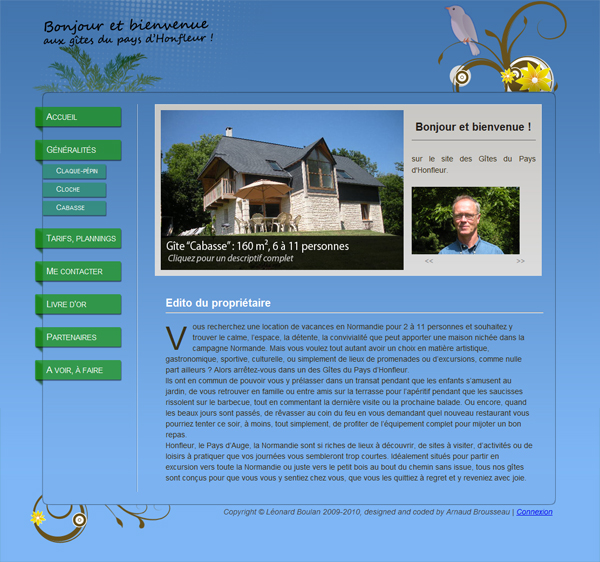 Bonjour et bienvenue
aux gîtes du pays d'Honfleur !
ACCUEIL
GÉNÉRALITÉS
CLAQUE-PÉPIN
CLOCHE
CABASSE
TARIFS, PLANNINGS
ME CONTACTER
LIVRE D'OR
PARTENAIRES
A VOIR, À FAIRE
Gîte "Cabasse" : 160 m², 6 à 11 personnes
Cliquez pour un descriptif complet
Bonjour et bienvenue !
sur le site des Gîtes du Pays
d'Honfleur.
<< >>
Edito du propriétaire
Vous recherchez une location de vacances en Normandie pour 2 à 11 personnes et souhaitez y
trouver le calme, l'espace, la détente, la convivialité que peut apporter une maison nichée dans la
campagne Normande. Mais vous voulez tout autant avoir un choix en matière artistique,
gastronomique, sportive, culturelle, ou simplement de lieux de promenades ou d'excursions, comme nulle
part ailleurs ? Alors arrêtez-vous dans un des Gîtes du Pays d'Honfleur.
Ils ont en commun de pouvoir vous y prélasser dans un transat pendant que les enfants s'amusent au
jardin, de vous retrouver en famille ou entre amis sur la terrasse pour l'apéritif pendant que les saucisses
rissolent sur le barbecue, tout en commentant la dernière visite ou la prochaine balade. Ou encore, quand
les beaux jours sont passés, de rêvasser au coin du feu en vous demandant quel nouveau restaurant vous
pourriez tenter ce soir, à moins, tout simplement, de profiter de l'équipement complet pour mijoter un bon
repas.
Honfleur, le Pays d'Auge, la Normandie sont si riches de lieux à découvrir, de sites à visiter, d'activités ou de
loisirs à pratiquer que vos journées vous sembleront trop courtes. Idéalement situés pour partir en
excursion vers toute la Normandie ou juste vers le petit bois au bout du chemin sans issue, tous nos gîtes
sont conçus pour que vous vous y sentiez chez vous, que vous les quittiez à regret et y reveniez avec joie.
Copyright © Léonard Boulan 2009-2010, designed and coded by Arnaud Brousseau | Connexion